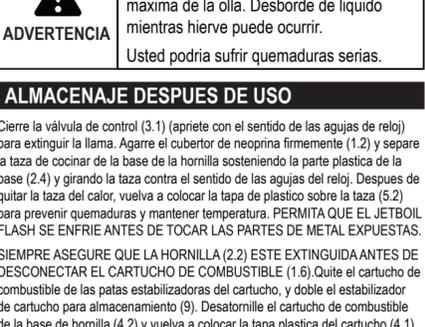 máxima de la olla. Desborde de liquido
mientras hierve puede ocurrir.
ADVERTENCIA
Usted podria sufrir quemaduras serias.
ALMACENAJE DESPUES DE USO
Cierre la válvula de control (3.1) (apriete con el sentido de las agujas de reloj)
para extinguir la llama. Agarre el cubertor de neoprina firmemente (1.2) y separe
la taza de cocinar de la base de la hornilla sosteniendo la parte plastica de la
base (2.4) y girando la taza contra el sentido de las agujas del reloj. Despues de
quitar la taza del calor, vuelva a colocar la tapa de plastico sobre la taza (5.2)
para prevenir quemaduras y mantener temperatura. PERMITA QUE EL JETBOIL
FLASH SE ENFRIE ANTES DE TOCAR LAS PARTES DE METAL EXPUESTAS.
SIEMPRE ASEGURE QUE LA HORNILLA (2.2) ESTE EXTINGUIDA ANTES DE
DESCONECTAR EL CARTUCHO DE COMBUSTIBLE (1.6).Quite el cartucho de
combustible de las patas estabilizadoras del cartucho, y doble el estabilizador
de cartucho para almacenamiento (9). Desatornille el cartucho de combustible
de la base de hornilla (4.2) y vuelva a colocar la tapa plastica del cartucho (4.1)